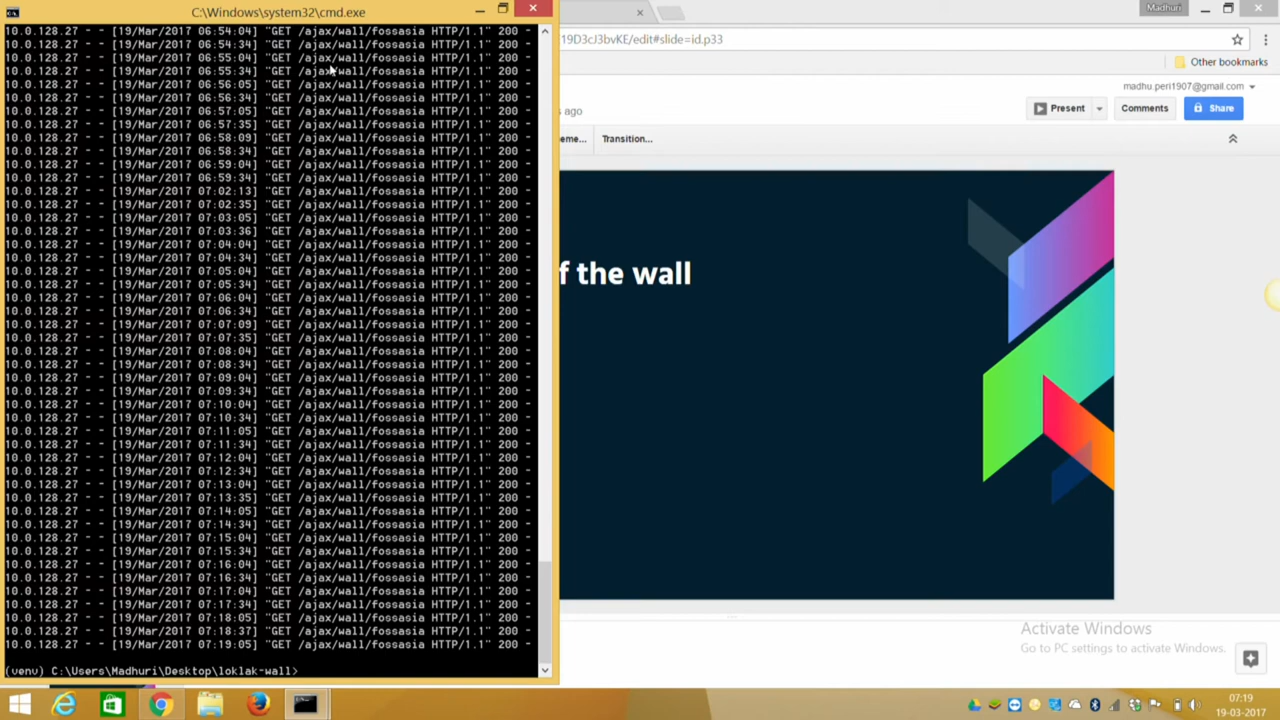 C:\Windows\system32\cmd.exe
10.0.128.27 - - [19/Mar/2017 06:54:04] "GET /ajax/wall/fossasia HTTP/1.1" 200 -
10.0.128.27 - - [19/Mar/2017 06:54:34] "GET /ajax/wall/fossasia HTTP/1.1" 200 -
10.0.128.27 - - [19/Mar/2017 06:55:04] "GET /ajax/wall/fossasia HTTP/1.1" 200 -
10.0.128.27 - - [19/Mar/2017 06:55:34] "GET /ajax/wall/fossasia HTTP/1.1" 200 -
10.0.128.27 - - [19/Mar/2017 06:56:05] "GET /ajax/wall/fossasia HTTP/1.1" 200 -
10.0.128.27 - - [19/Mar/2017 06:56:34] "GET /ajax/wall/fossasia HTTP/1.1" 200 -
10.0.128.27 - - [19/Mar/2017 06:57:05] "GET /ajax/wall/fossasia HTTP/1.1" 200 -
10.0.128.27 - - [19/Mar/2017 06:57:35] "GET /ajax/wall/fossasia HTTP/1.1" 200 -
10.0.128.27 - - [19/Mar/2017 06:58:09] "GET /ajax/wall/fossasia HTTP/1.1" 200 -
10.0.128.27 - - [19/Mar/2017 06:58:34] "GET /ajax/wall/fossasia HTTP/1.1" 200 -
10.0.128.27 - - [19/Mar/2017 06:59:04] "GET /ajax/wall/fossasia HTTP/1.1" 200 -
10.0.128.27 - - [19/Mar/2017 06:59:34] "GET /ajax/wall/fossasia HTTP/1.1" 200 -
10.0.128.27 - - [19/Mar/2017 07:02:13] "GET /ajax/wall/fossasia HTTP/1.1" 200 -
10.0.128.27 - - [19/Mar/2017 07:02:35] "GET /ajax/wall/fossasia HTTP/1.1" 200 -
10.0.128.27 - - [19/Mar/2017 07:03:05] "GET /ajax/wall/fossasia HTTP/1.1" 200 -
10.0.128.27 - - [19/Mar/2017 07:03:36] "GET /ajax/wall/fossasia HTTP/1.1" 200 -
10.0.128.27 - - [19/Mar/2017 07:04:04] "GET /ajax/wall/fossasia HTTP/1.1" 200 -
10.0.128.27 - - [19/Mar/2017 07:04:34] "GET /ajax/wall/fossasia HTTP/1.1" 200 -
10.0.128.27 - - [19/Mar/2017 07:05:04] "GET /ajax/wall/fossasia HTTP/1.1" 200 -
10.0.128.27 - - [19/Mar/2017 07:05:34] "GET /ajax/wall/fossasia HTTP/1.1" 200 -
10.0.128.27 - - [19/Mar/2017 07:06:04] "GET /ajax/wall/fossasia HTTP/1.1" 200 -
10.0.128.27 - - [19/Mar/2017 07:06:34] "GET /ajax/wall/fossasia HTTP/1.1" 200 -
10.0.128.27 - - [19/Mar/2017 07:07:09] "GET /ajax/wall/fossasia HTTP/1.1" 200 -
10.0.128.27 - - [19/Mar/2017 07:07:35] "GET /ajax/wall/fossasia HTTP/1.1" 200 -
10.0.128.27 - - [19/Mar/2017 07:08:04] "GET /ajax/wall/fossasia HTTP/1.1" 200 -
10.0.128.27 - - [19/Mar/2017 07:08:34] "GET /ajax/wall/fossasia HTTP/1.1" 200 -
10.0.128.27 - - [19/Mar/2017 07:09:04] "GET /ajax/wall/fossasia HTTP/1.1" 200 -
10.0.128.27 - - [19/Mar/2017 07:09:34] "GET /ajax/wall/fossasia HTTP/1.1" 200 -
10.0.128.27 - - [19/Mar/2017 07:10:04] "GET /ajax/wall/fossasia HTTP/1.1" 200 -
10.0.128.27 - - [19/Mar/2017 07:10:34] "GET /ajax/wall/fossasia HTTP/1.1" 200 -
10.0.128.27 - - [19/Mar/2017 07:11:05] "GET /ajax/wall/fossasia HTTP/1.1" 200 -
10.0.128.27 - - [19/Mar/2017 07:11:34] "GET /ajax/wall/fossasia HTTP/1.1" 200 -
10.0.128.27 - - [19/Mar/2017 07:12:04] "GET /ajax/wall/fossasia HTTP/1.1" 200 -
10.0.128.27 - - [19/Mar/2017 07:12:34] "GET /ajax/wall/fossasia HTTP/1.1" 200 -
10.0.128.27 - - [19/Mar/2017 07:13:04] "GET /ajax/wall/fossasia HTTP/1.1" 200 -
10.0.128.27 - - [19/Mar/2017 07:13:35] "GET /ajax/wall/fossasia HTTP/1.1" 200 -
10.0.128.27 - - [19/Mar/2017 07:14:05] "GET /ajax/wall/fossasia HTTP/1.1" 200 -
10.0.128.27 - - [19/Mar/2017 07:14:34] "GET /ajax/wall/fossasia HTTP/1.1" 200 -
10.0.128.27 - - [19/Mar/2017 07:15:04] "GET /ajax/wall/fossasia HTTP/1.1" 200 -
10.0.128.27 - - [19/Mar/2017 07:15:34] "GET /ajax/wall/fossasia HTTP/1.1" 200 -
10.0.128.27 - - [19/Mar/2017 07:16:04] "GET /ajax/wall/fossasia HTTP/1.1" 200 -
10.0.128.27 - - [19/Mar/2017 07:16:34] "GET /ajax/wall/fossasia HTTP/1.1" 200 -
10.0.128.27 - - [19/Mar/2017 07:17:04] "GET /ajax/wall/fossasia HTTP/1.1" 200 -
10.0.128.27 - - [19/Mar/2017 07:17:34] "GET /ajax/wall/fossasia HTTP/1.1" 200 -
10.0.128.27 - - [19/Mar/2017 07:18:05] "GET /ajax/wall/fossasia HTTP/1.1" 200 -
10.0.128.27 - - [19/Mar/2017 07:18:37] "GET /ajax/wall/fossasia HTTP/1.1" 200 -
10.0.128.27 - - [19/Mar/2017 07:19:05] "GET /ajax/wall/fossasia HTTP/1.1" 200 -
(venv) C:\Users\Madhuri\Desktop\loklak-wall>
Madhuri
19D3cJ3bvKE/edit#slide=id.p33
Other bookmarks
madhu.peri1907@gmail.com
s ago
Present
Comments
Share
eme...
Transition...
f the wall
Activate Windows
Go to PC settings to activate Windows.
07:19
19-03-2017